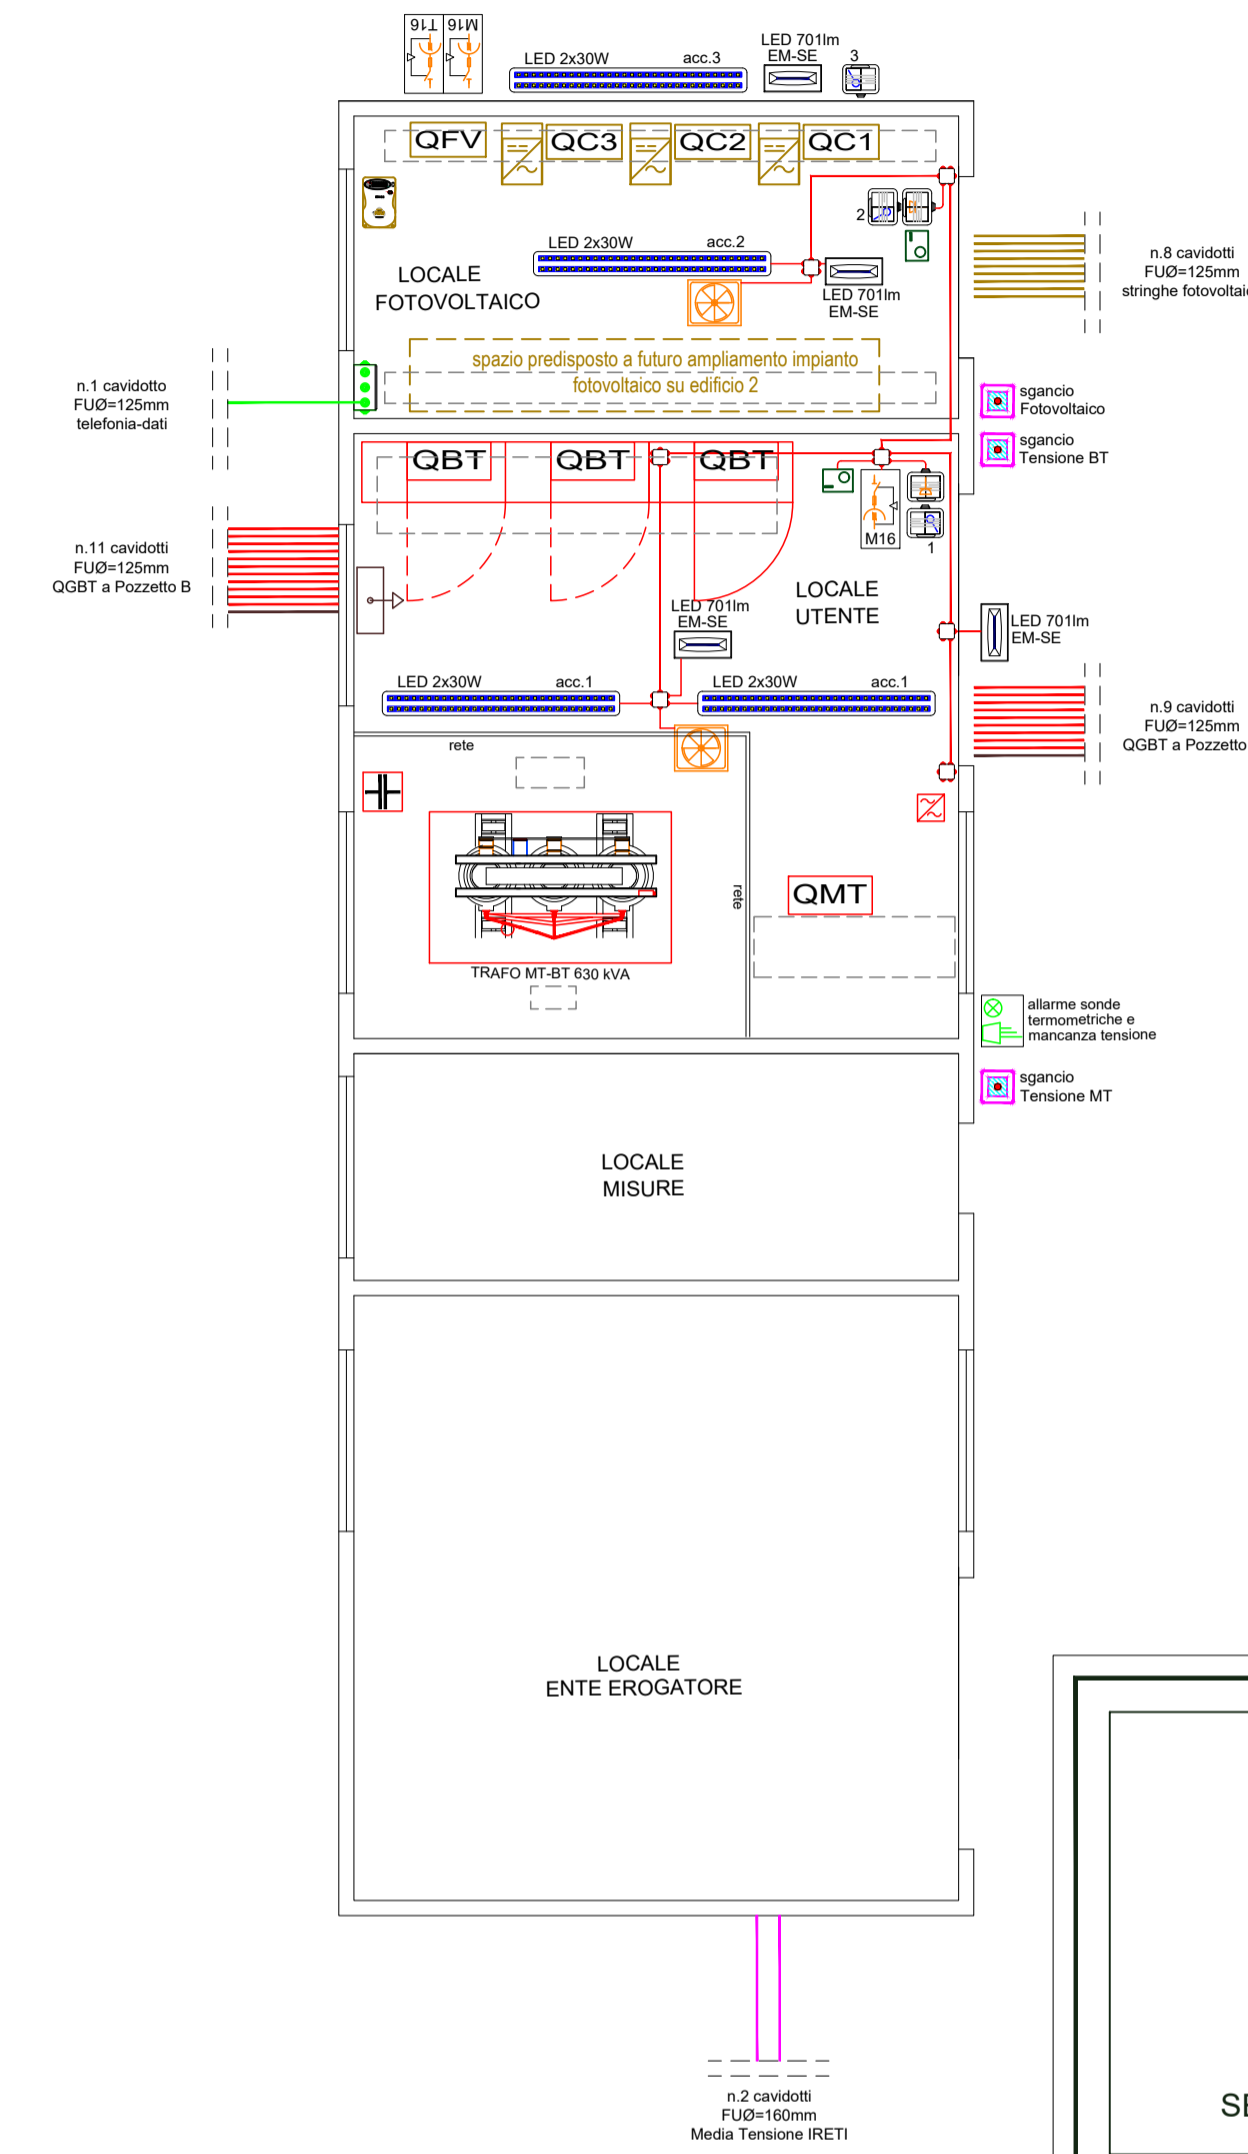 T16 M16
LED 2x30W acc.3
LED 701lm
EM-SE
3
QFV QC3 QC2 QC1
2
LED 2x30W acc.2
LOCALE
FOTOVOLTAICO
LED 701lm
EM-SE
n.8 cavidotti
FUØ=125mm
stringhe
spazio predisposto a futuro ampliamento impianto
fotovoltaico su edificio 2
n.1 cavidotto
FUØ=125mm
telefonia-dati
sgancio
Fotovoltaico
sgancio
Tensione BT
QBT QBT QBT
M16
1
n.11 cavidotti
FUØ=125mm
QGBT a Pozzetto B
LOCALE
UTENTE
LED 701lm
EM-SE
LED 701lm
EM-SE
LED 2x30W acc.1
LED 2x30W acc.1
n.9 cavidotti
FUØ=125mm
QGBT a Pozzetto
rete
rete
QMT
TRAFO MT-BT 630 kVA
allarme sonde
termometriche e
mancanza tensione
sgancio
Tensione MT
LOCALE
MISURE
LOCALE
ENTE EROGATORE
n.2 cavidotti
FUØ=160mm
Media Tensione IRETI